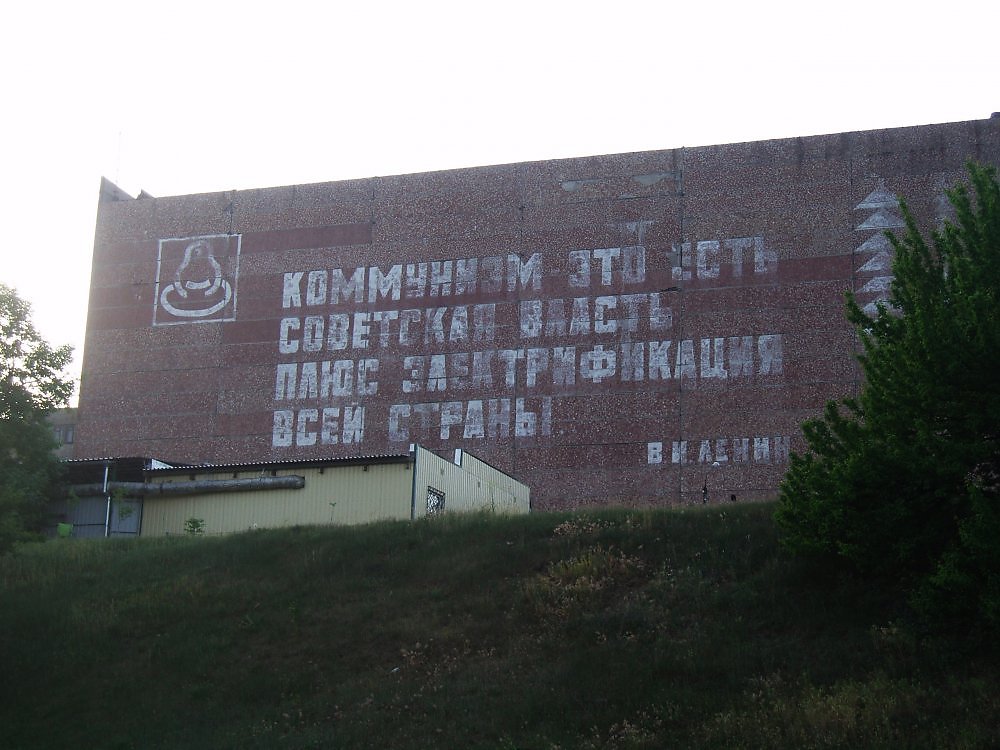 КОММУНИЗМ - ЭТО ЕСТЬ
СОВЕТСКАЯ ВЛАСТЬ
ПЛЮС ЭЛЕКТРИФИКАЦИЯ
ВСЕЙ СТРАНЫ
В.И.ЛЕНИН